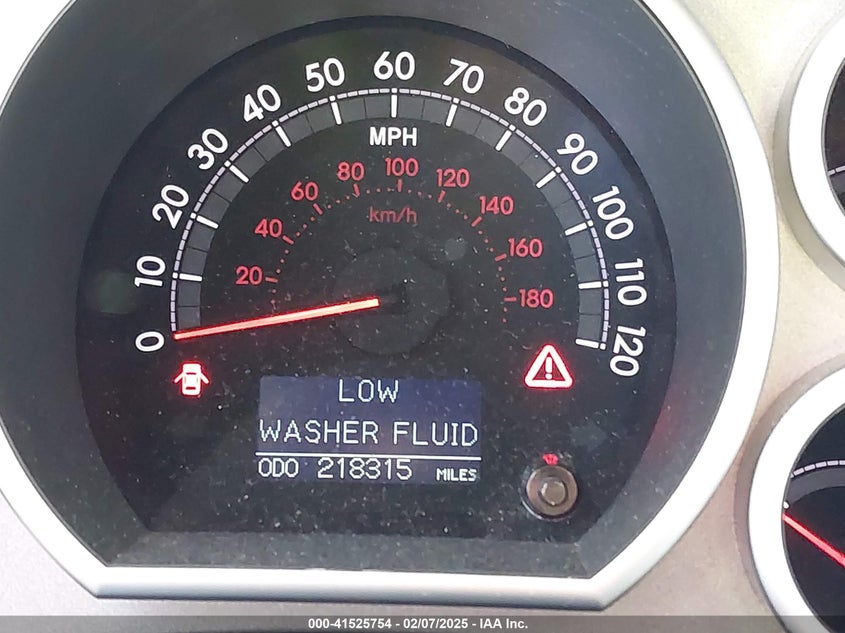 0 10 20 30 40 50 60 70 80 90 100 110 120
MPH
20 40 60 80 100 120 140 160 180
km/h
LOW
WASHER FLUID
ODO 218315 MILES
000-41525754 - 02/07/2025 - IAA Inc.